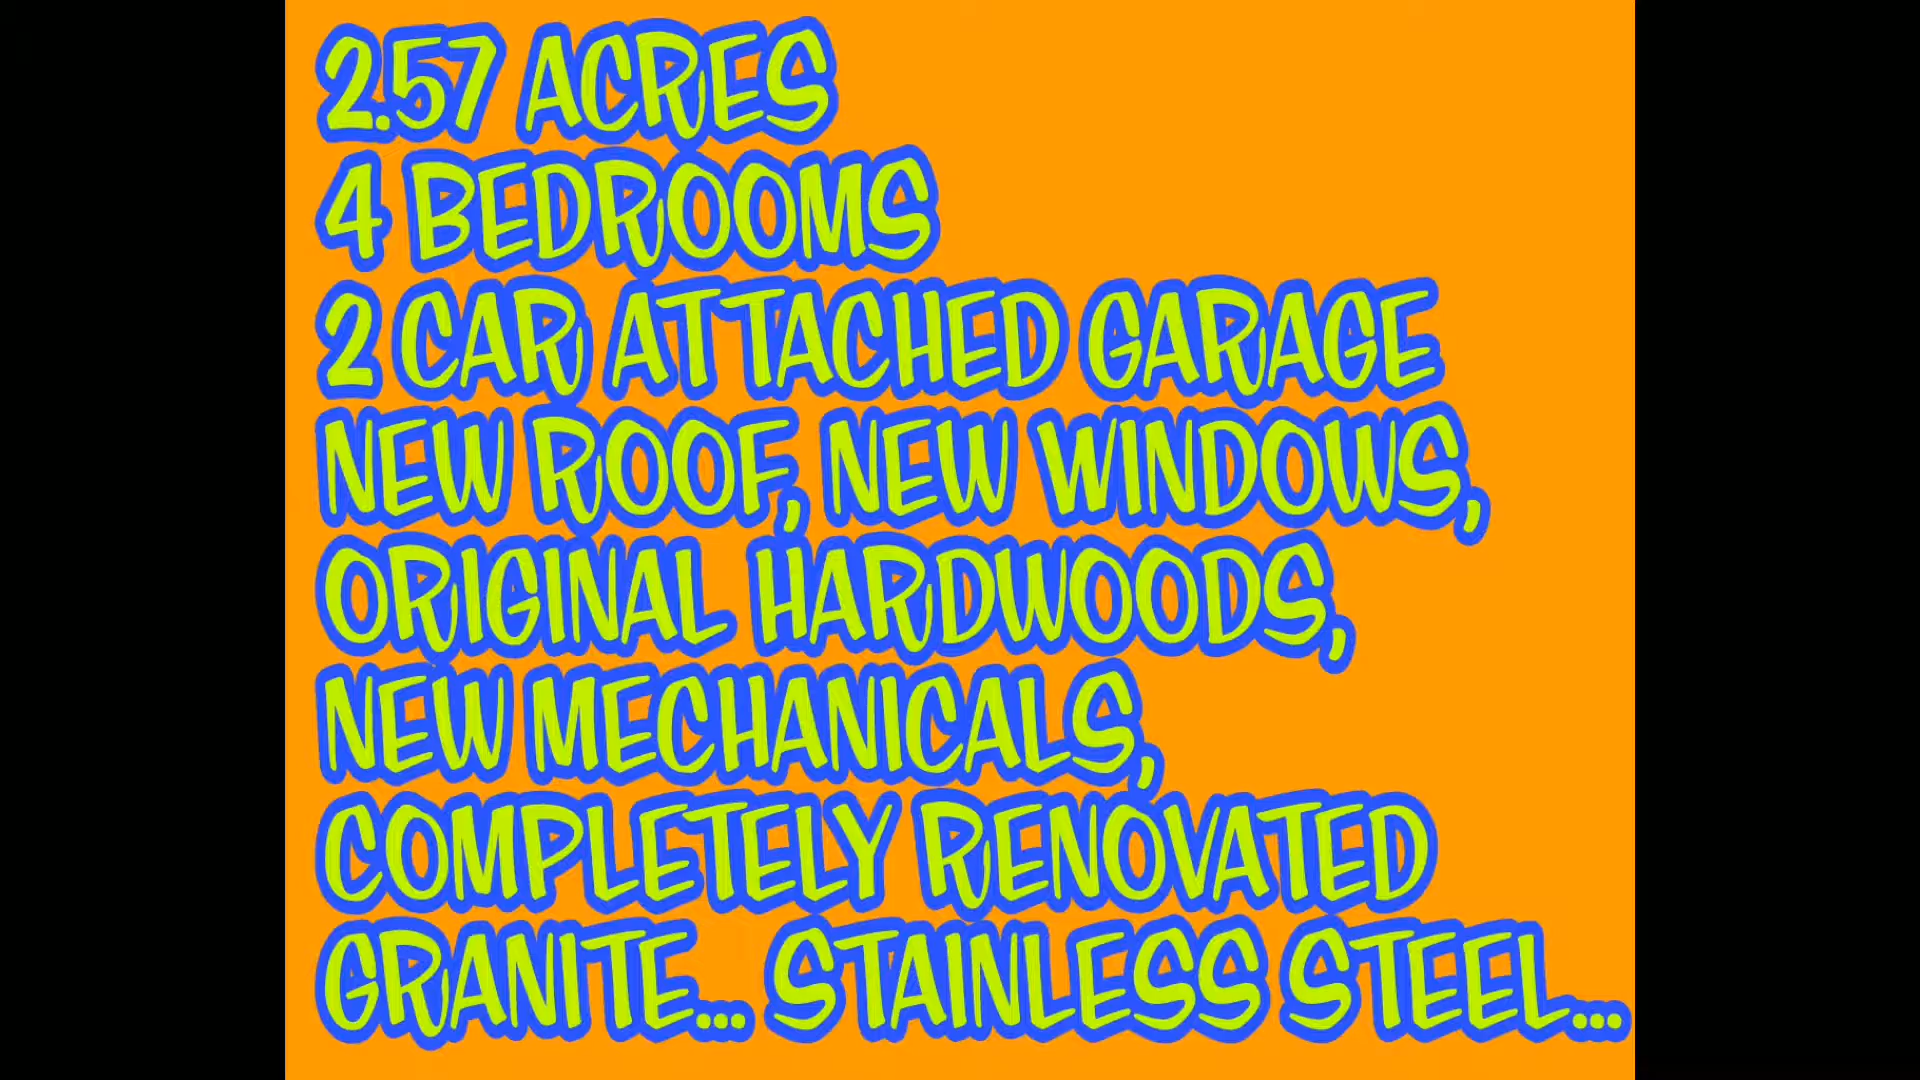 2.57 ACRES
4 BEDROOMS
2 CAR ATTACHED GARAGE
NEW ROOF, NEW WINDOWS,
ORIGINAL HARDWOODS,
NEW MECHANICALS,
COMPLETELY RENOVATED
GRANITE... STAINLESS STEEL...